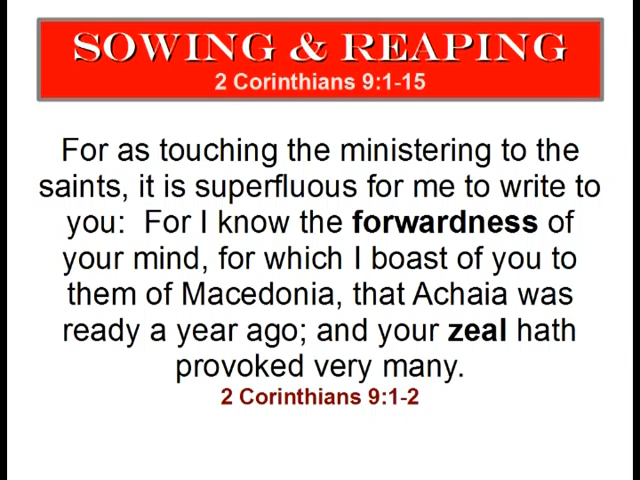 SOWING & REAPING
2 Corinthians 9:1-15
For as touching the ministering to the
saints, it is superfluous for me to write to
you:  For I know the forwardness of
your mind, for which I boast of you to
them of Macedonia, that Achaia was
ready a year ago; and your zeal hath
provoked very many.
2 Corinthians 9:1-2